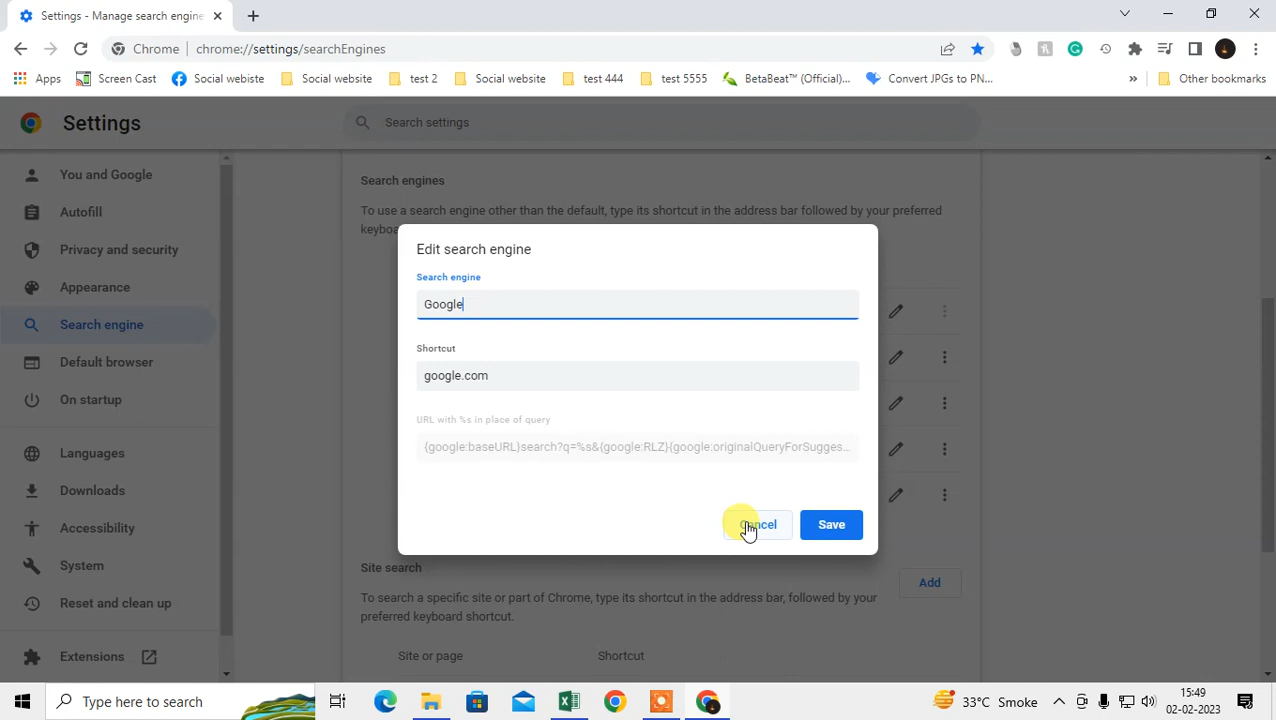 Settings - Manage search engine
Chrome
chrome://settings/searchEngines
Apps
Screen Cast
Social webiste
Social website
test 2
Social website
test 444
test 5555
BetaBeat™ (Official)...
Convert JPGs to PN...
»
Other bookmarks
Settings
Search settings
You and Google
Autofill
Privacy and security
Appearance
Search engine
Default browser
On startup
Languages
Downloads
Accessibility
System
Reset and clean up
Extensions
Search engines
To use a search engine other than the default, type its shortcut in the address bar followed by your preferred
Edit search engine
Search engine
Google
Shortcut
google.com
URL with %s in place of query
{google:baseURL}search?q=%s&{google:RLZ}{google:originalQueryForSugges...
Cancel
Save
Site search
Add
To search a specific site or part of Chrome, type its shortcut in the address bar, followed by your
preferred keyboard shortcut.
Site or page
Shortcut
Type here to search
33°C Smoke
15:49
02-02-2023